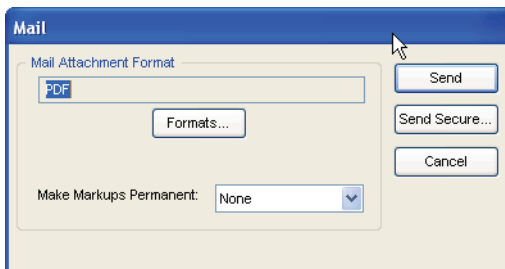 Mail
Mail Attachment Format
PDF
Formats...
Make Markups Permanent: None
Send
Send Secure...
Cancel